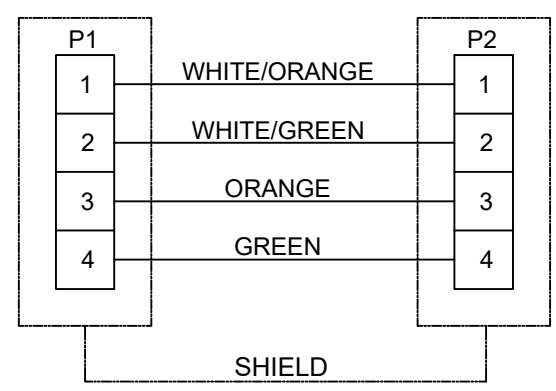 P1 P2
1 WHITE/ORANGE 1
2 WHITE/GREEN 2
3 ORANGE 3
4 GREEN 4
SHIELD